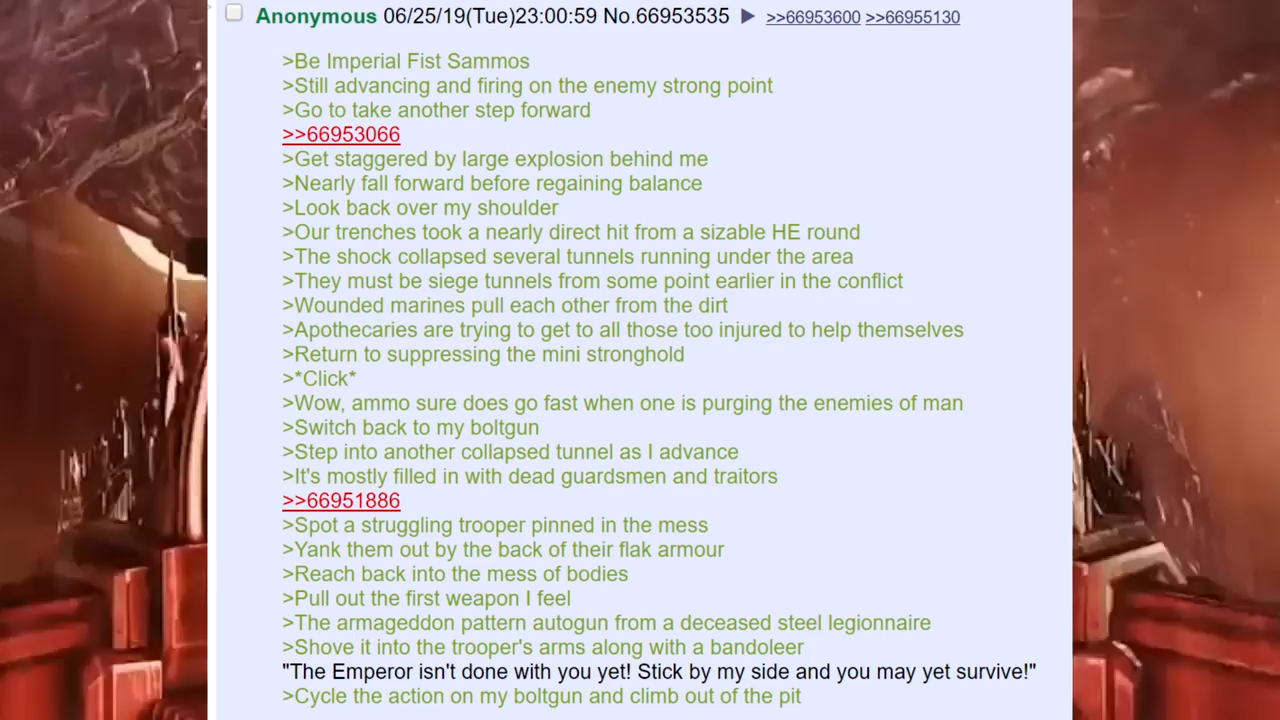 Anonymous 06/25/19(Tue)23:00:59 No.66953535 ▶ >>66953600 >>66955130
>Be Imperial Fist Sammos
>Still advancing and firing on the enemy strong point
>Go to take another step forward
>>66953066
>Get staggered by large explosion behind me
>Nearly fall forward before regaining balance
>Look back over my shoulder
>Our trenches took a nearly direct hit from a sizable HE round
>The shock collapsed several tunnels running under the area
>They must be siege tunnels from some point earlier in the conflict
>Wounded marines pull each other from the dirt
>Apothecaries are trying to get to all those too injured to help themselves
>Return to suppressing the mini stronghold
>*Click*
>Wow, ammo sure does go fast when one is purging the enemies of man
>Switch back to my boltgun
>Step into another collapsed tunnel as I advance
>It's mostly filled in with dead guardsmen and traitors
>>66951886
>Spot a struggling trooper pinned in the mess
>Yank them out by the back of their flak armour
>Reach back into the mess of bodies
>Pull out the first weapon I feel
>The armageddon pattern autogun from a deceased steel legionnaire
>Shove it into the trooper's arms along with a bandoleer
"The Emperor isn't done with you yet! Stick by my side and you may yet survive!"
>Cycle the action on my boltgun and climb out of the pit